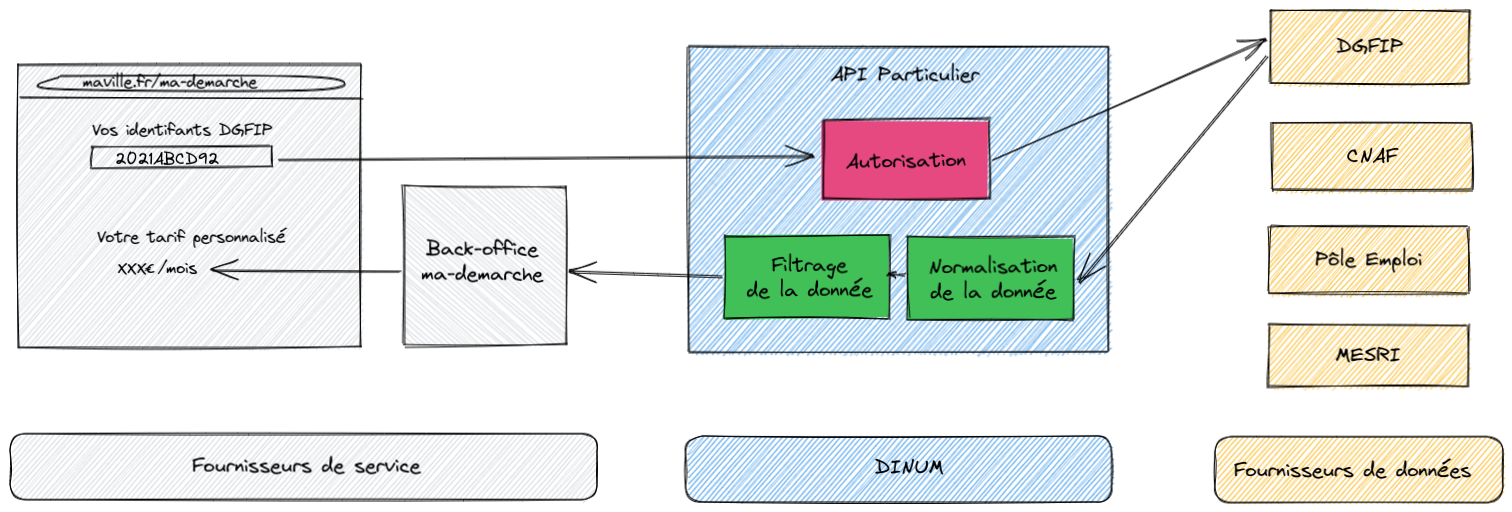 maville.fr/ma-demarche
Vos identifants DGFIP
2021ABCD92
Votre tarif personnalisé
XXX€/mois
Back-office
ma-demarche
API Particulier
Autorisation
Filtrage
de la donnée
Normalisation
de la donnée
DGFIP
CNAF
Pôle Emploi
MESRI
Fournisseurs de service
DINUM
Fournisseurs de données